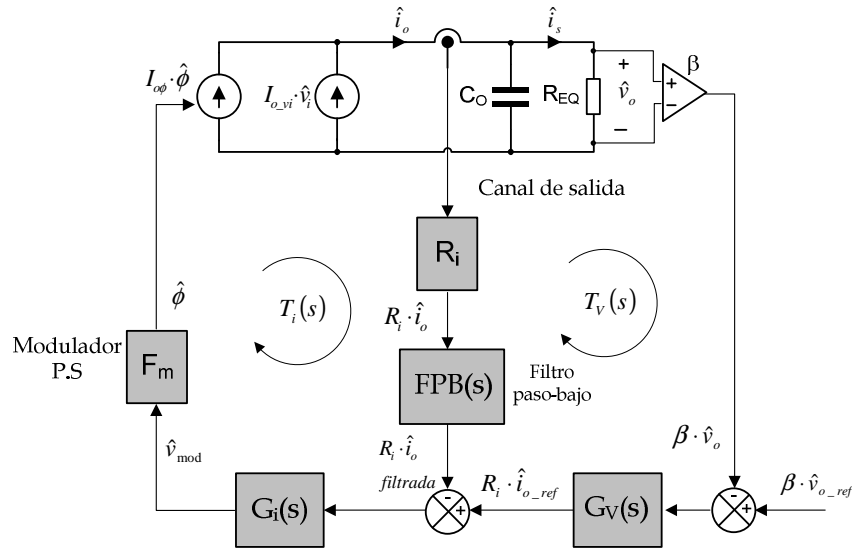 î_o
î_s
I_{oϕ}·ϕ̂
I_{o_vi}·v̂_i
C_O
R_EQ
+
v̂_o
−
β
+
−
Canal de salida
R_i
T_i(s)
T_V(s)
ϕ̂
R_i·î_o
Modulador
P.S
F_m
FPB(s)
Filtro
paso-bajo
v̂_mod
R_i·î_o
filtrada
R_i·î_{o_ref}
β·v̂_o
β·v̂_{o_ref}
G_i(s)
-
+
G_V(s)
-
+